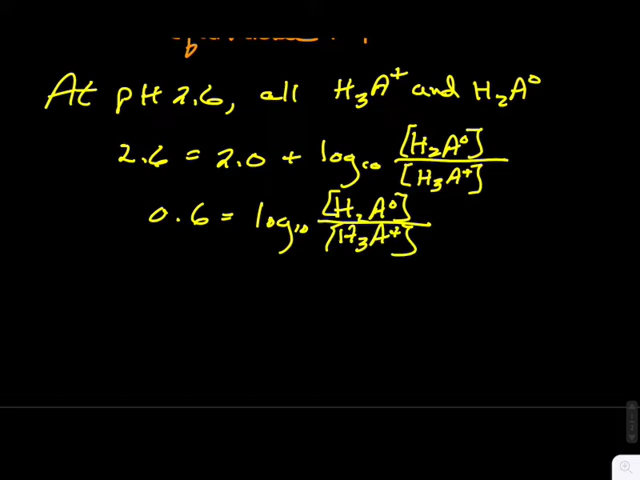 At pH 2.6, all H₃A⁺ and H₂A⁰
2.6 = 2.0 + log₁₀ [H₂A⁰] / [H₃A⁺]
0.6 = log₁₀ [H₂A⁰] / [H₃A⁺]